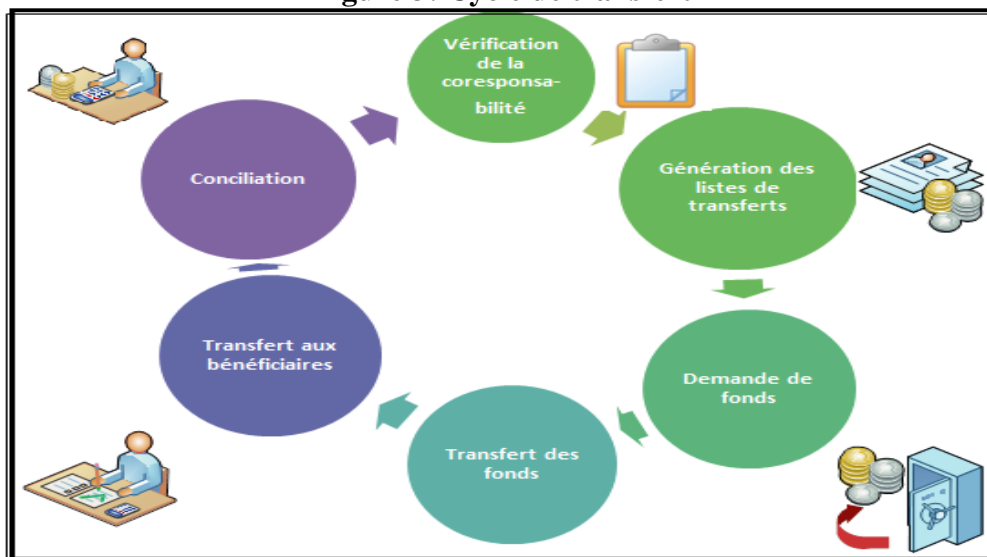 Vérification
de la
coresponsa-
bilité
Génération des
listes de
transferts
Demande de
fonds
Transfert des
fonds
Transfert aux
bénéficiaires
Conciliation